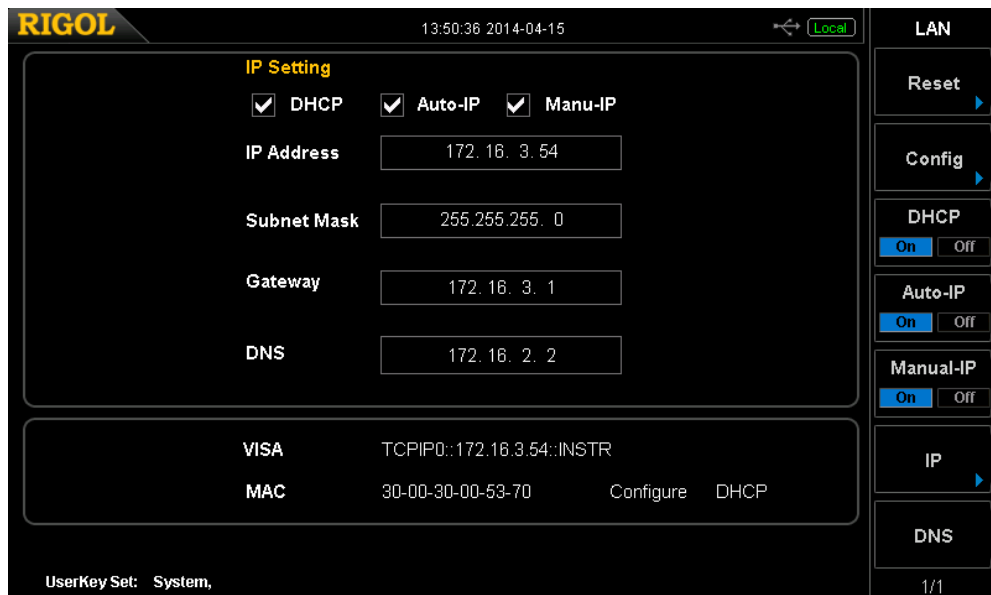 RIGOL 13:50:36 2014-04-15 Local LAN
IP Setting
DHCP Auto-IP Manu-IP
IP Address 172. 16. 3. 54
Subnet Mask 255.255.255. 0
Gateway 172. 16. 3. 1
DNS 172. 16. 2. 2
VISA TCPIP0::172.16.3.54::INSTR
MAC 30-00-30-00-53-70 Configure DHCP
UserKey Set: System,
Reset
Config
DHCP
On Off
Auto-IP
On Off
Manual-IP
On Off
IP
DNS
1/1